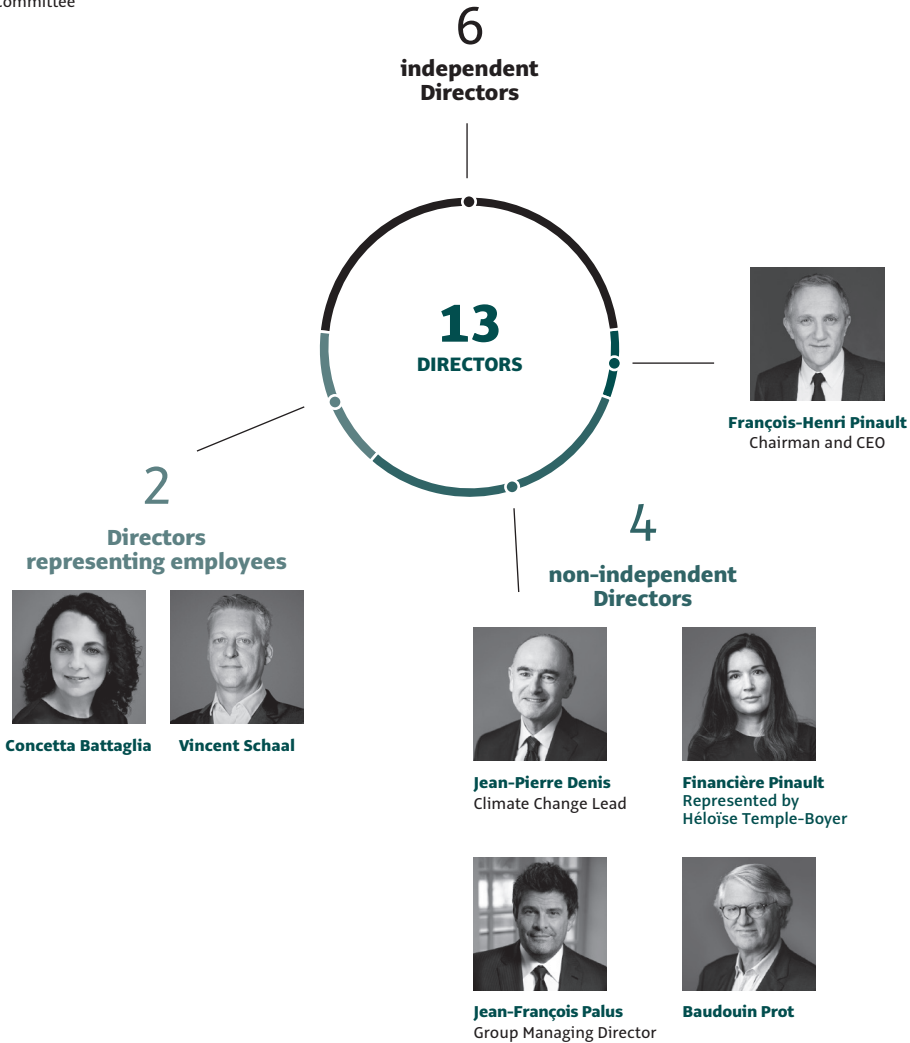 Committee
6
independent
Directors
13
DIRECTORS
François-Henri Pinault
Chairman and CEO
2
Directors
representing employees
Concetta Battaglia
Vincent Schaal
4
non-independent
Directors
Jean-Pierre Denis
Climate Change Lead
Financière Pinault
Represented by
Héloïse Temple-Boyer
Jean-François Palus
Group Managing Director
Baudouin Prot